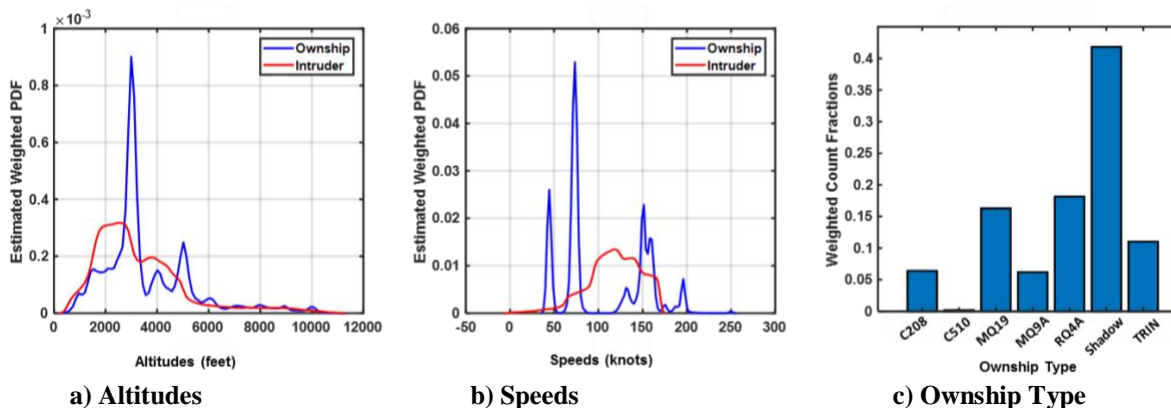 ×10⁻³
1
0.8
0.6
0.4
0.2
0
Estimated Weighted PDF
Ownship
Intruder
0 2000 4000 6000 8000 10000 12000
Altitudes (feet)
a) Altitudes
0.06
0.05
0.04
0.03
0.02
0.01
0
Estimated Weighted PDF
Ownship
Intruder
-50 0 50 100 150 200 250 300
Speeds (knots)
b) Speeds
0.4
0.35
0.3
0.25
0.2
0.15
0.1
0.05
0
Weighted Count Fractions
C208 C510 MQ19 MQ9A RQ4A Shadow TRIN
Ownship Type
c) Ownship Type